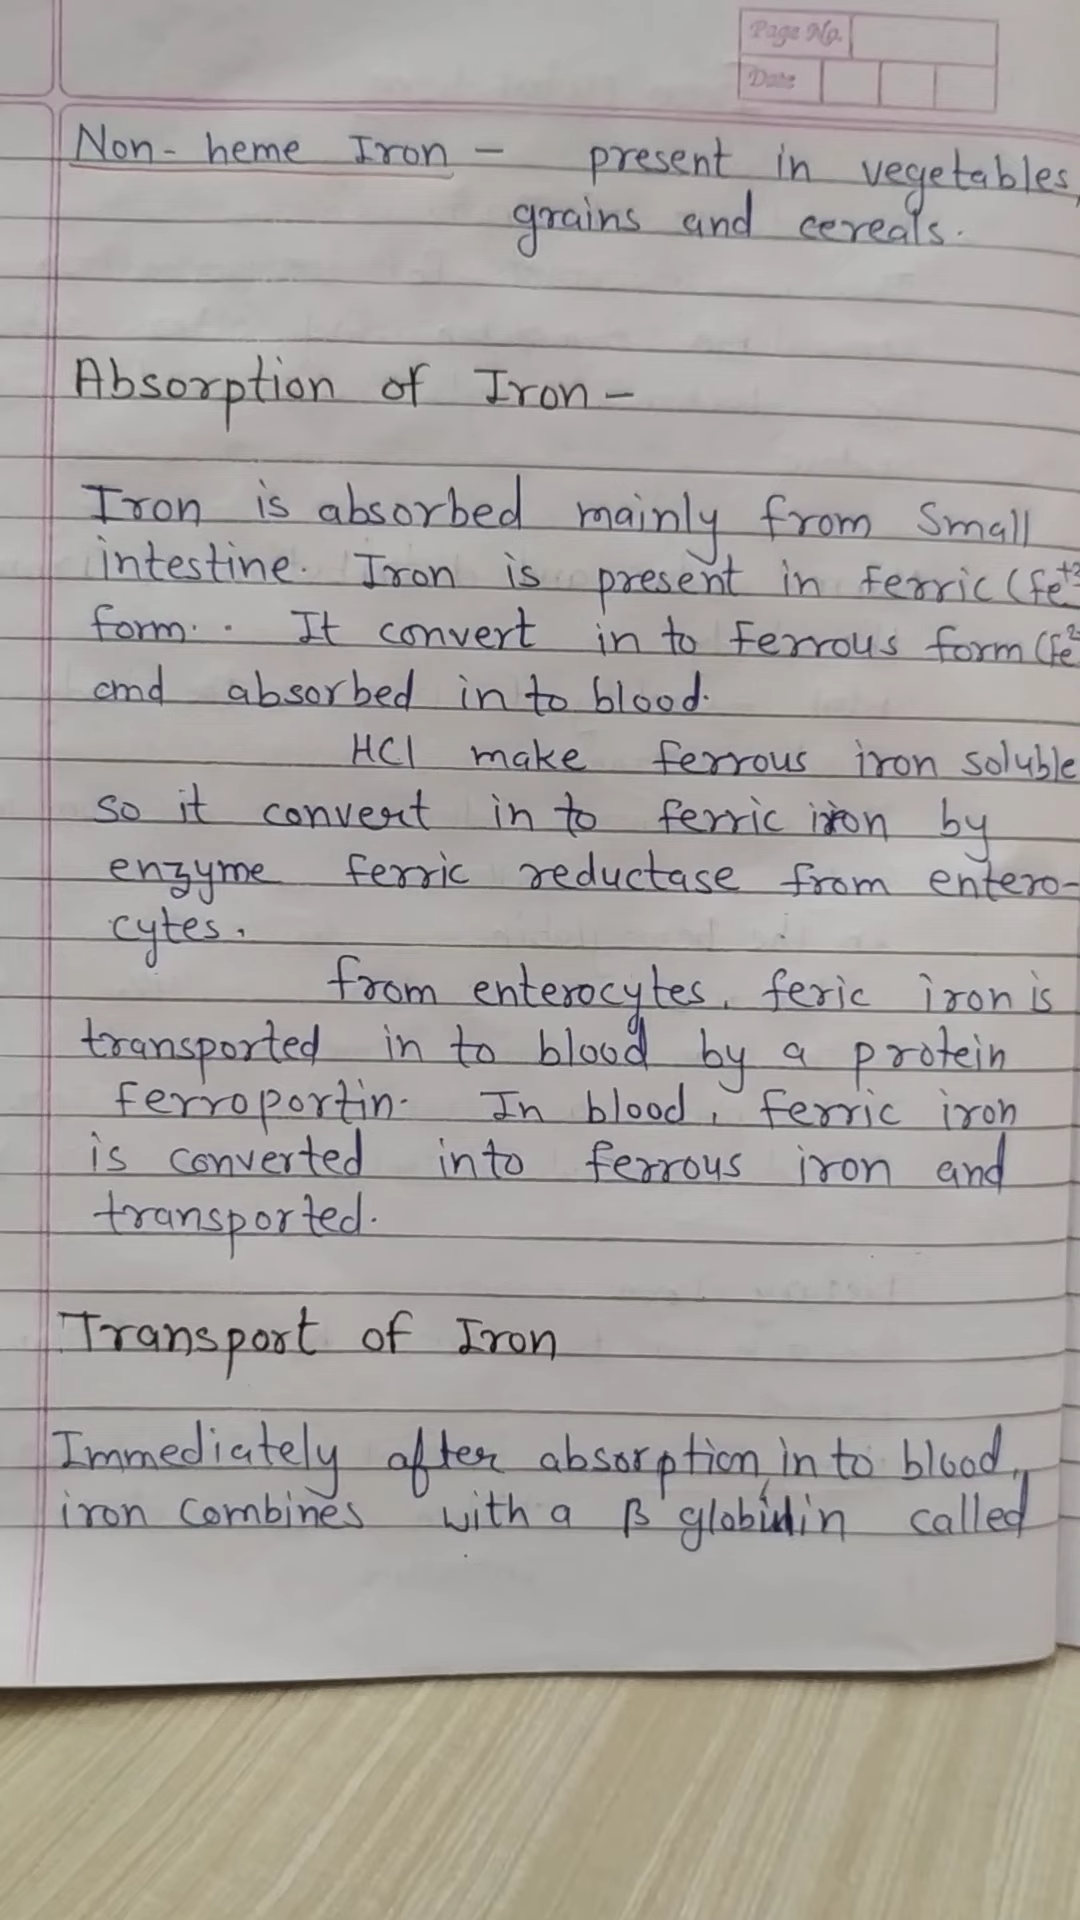 Page No.
Date
Non- heme Iron - present in vegetables,
grains and cereals.
Absorption of Iron -
Iron is absorbed mainly from Small
intestine. Iron is present in ferric (fe+3
form. . It convert in to ferrous form (fe2
and absorbed in to blood.
HCl make ferrous iron soluble
so it convert in to ferric iron by
enzyme ferric reductase from entero-
cytes.
from enterocytes, feric iron is
transported in to blood by a protein
ferroportin. In blood, ferric iron
is converted into ferrous iron and
transported.
Transport of Iron
Immediately after absorption in to blood,
iron combines with a β called